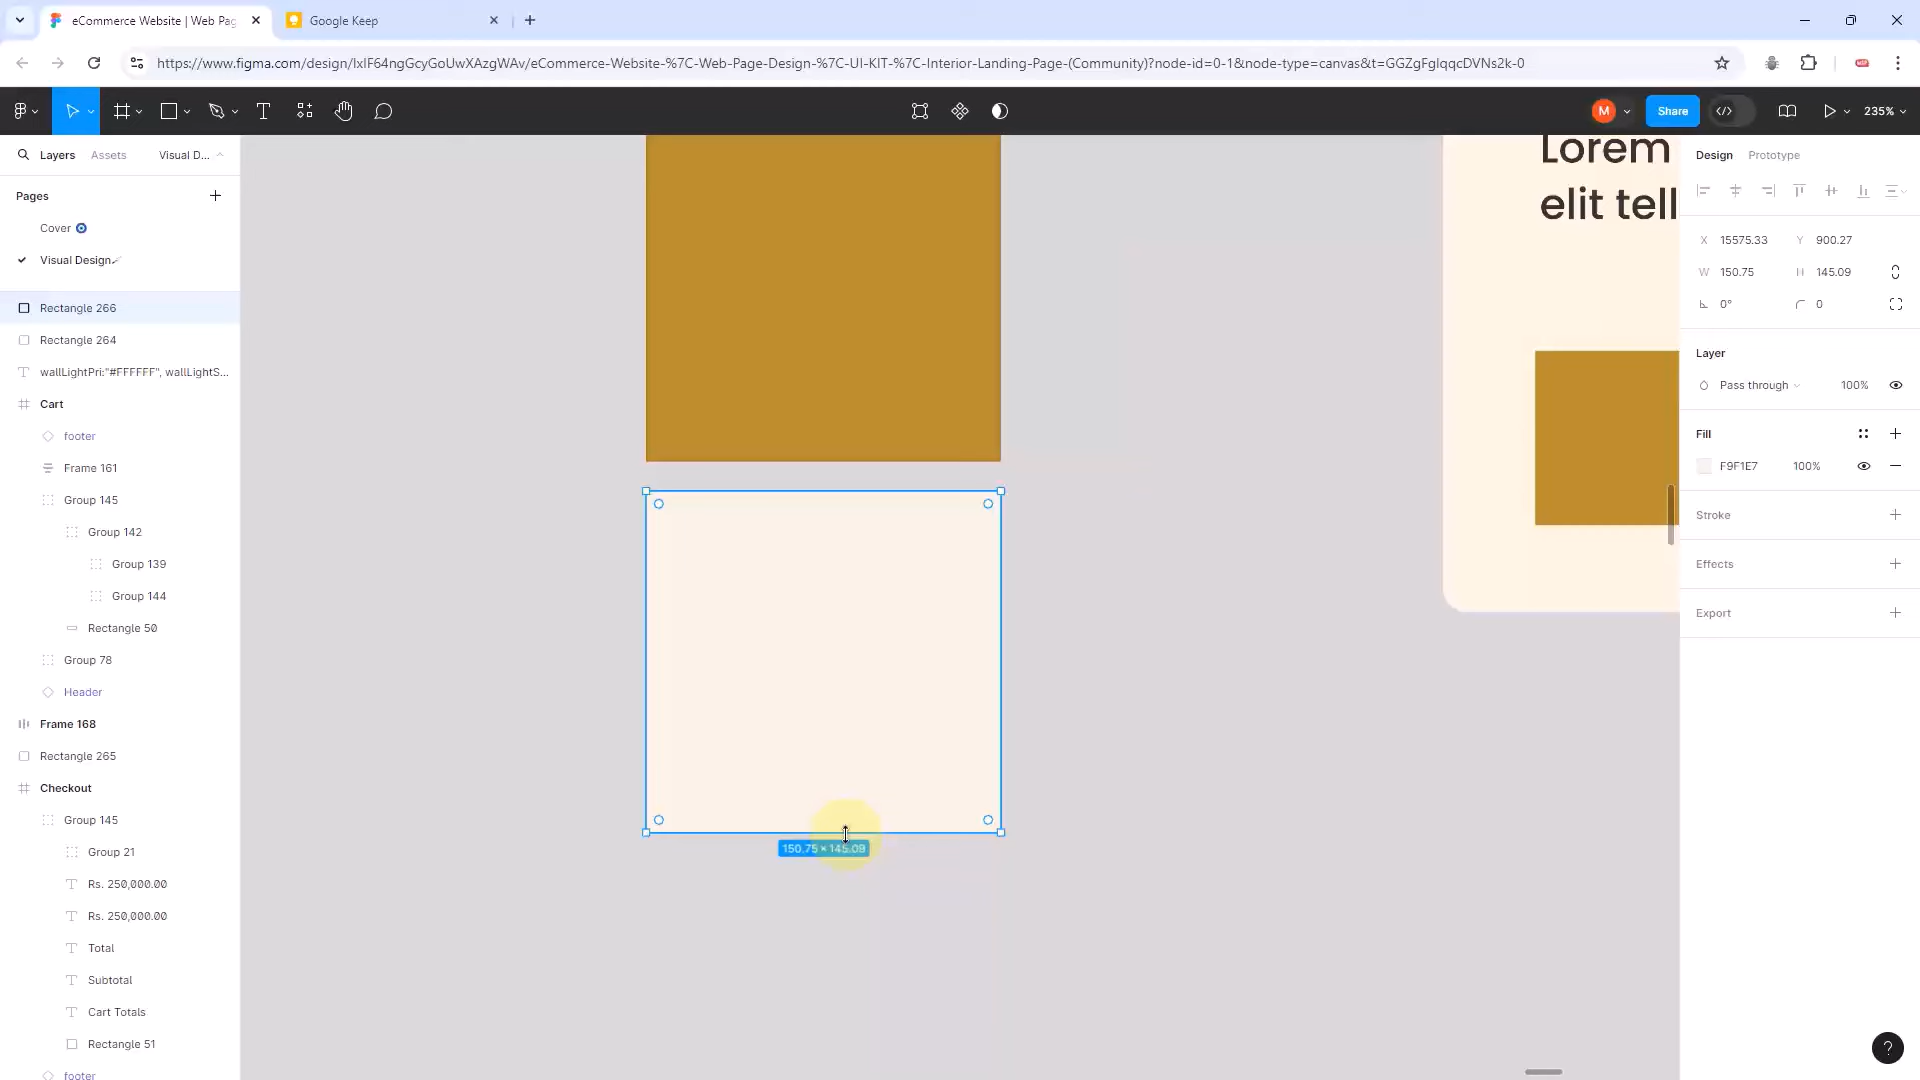 eCommerce Website | Web Pag
Google Keep
https://www.figma.com/design/lxIF64ngGcyGoUwXAzgWAv/eCommerce-Website-%7C-Web-Page-Design-%7C-UI-KIT-%7C-Interior-Landing-Page-(Community)?node-id=0-1&node-type=canvas&t=GGZgFglqqcDVNs2k-0
M
Share
235%
Layers
Assets
Visual D...
Design
Prototype
Pages
Cover
Visual Design
Rectangle 266
Rectangle 264
wallLightPri:"#FFFFFF", wallLightS...
Cart
footer
Frame 161
Group 145
Group 142
Group 139
Group 144
Rectangle 50
Group 78
Header
Frame 168
Rectangle 265
Checkout
Group 145
Group 21
Rs. 250,000.00
Rs. 250,000.00
Total
Subtotal
Cart Totals
Rectangle 51
footer
Lorem
elit tell
150.75 × 145.09
X 15575.33 Y 900.27
W 150.75 H 145.09
0° 0
Layer
Pass through 100%
Fill
F9F1E7 100%
Stroke
Effects
Export
?